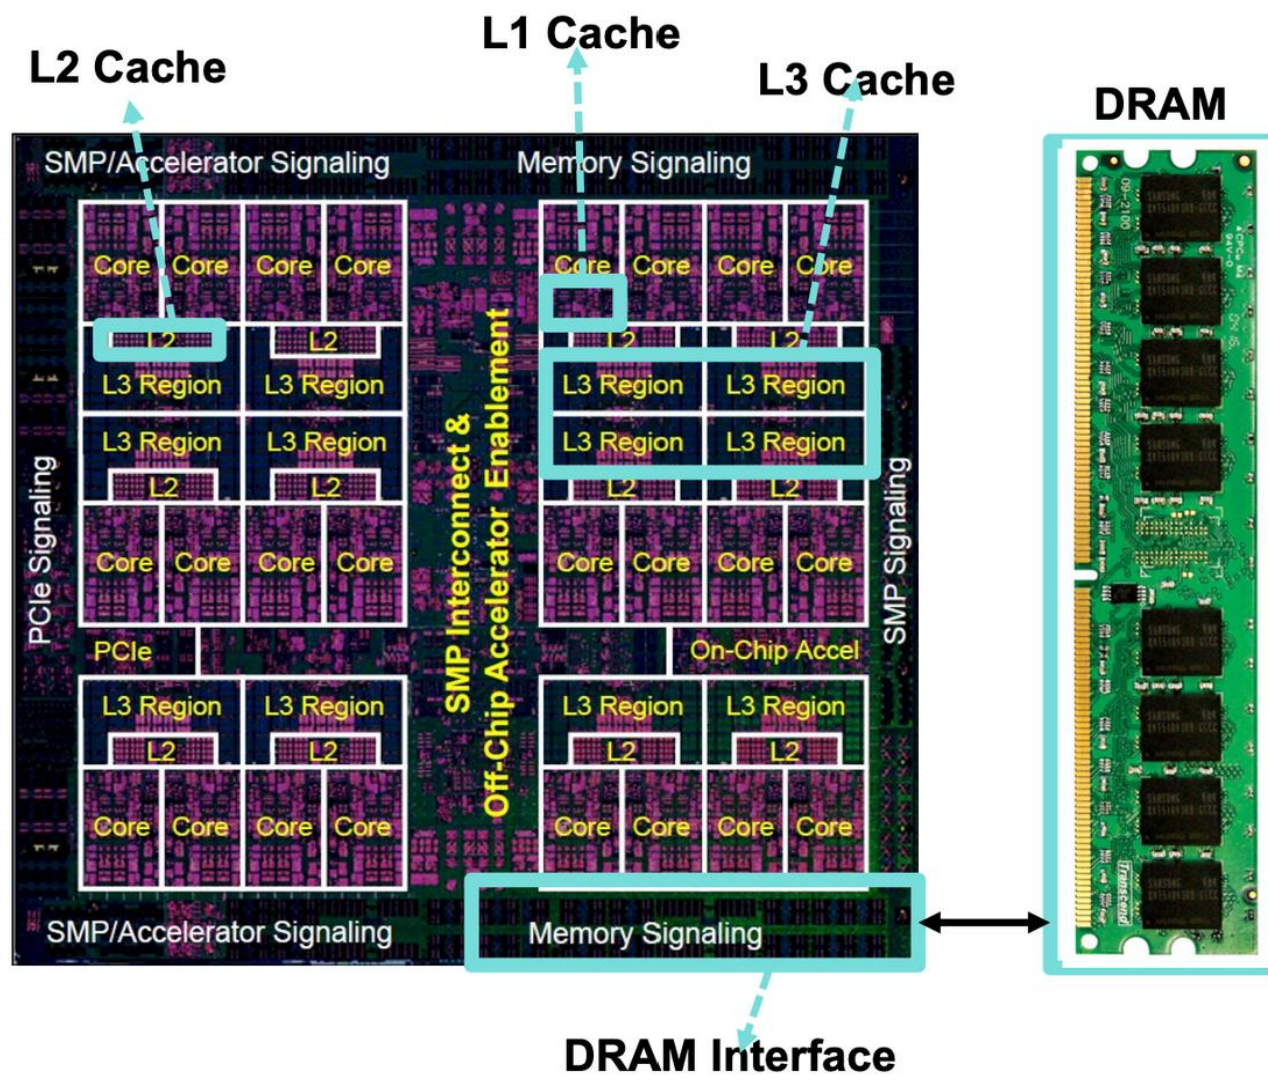 L1 Cache
L2 Cache
L3 Cache
DRAM
SMP/Accelerator Signaling
Memory Signaling
Core Core Core Core
Core Core Core Core
L2 L2
L2 L2
L3 Region L3 Region
L3 Region L3 Region
L3 Region L3 Region
L3 Region L3 Region
L2 L2
L2 L2
Core Core Core Core
Core Core Core Core
PCIe Signaling
SMP Interconnect &
Off-Chip Accelerator Enablement
SMP Signaling
PCIe
On-Chip Accel
L3 Region L3 Region
L3 Region L3 Region
L2 L2
L2 L2
Core Core Core Core
Core Core Core Core
SMP/Accelerator Signaling
Memory Signaling
DRAM Interface
09-2100
Transcend